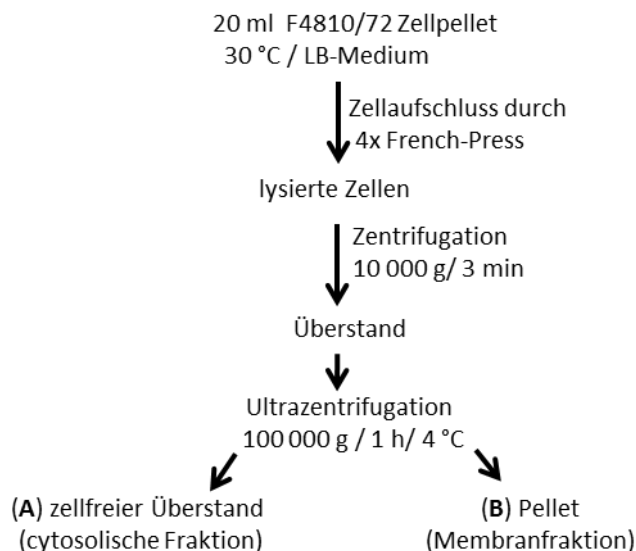 20 ml F4810/72 Zellpellet
30 °C / LB-Medium
Zellaufschluss durch
4x French-Press
lysierte Zellen
Zentrifugation
10 000 g/ 3 min
Überstand
Ultrazentrifugation
100 000 g / 1 h/ 4 °C
(A) zellfreier Überstand
(cytosolische Fraktion)
(B) Pellet
(Membranfraktion)